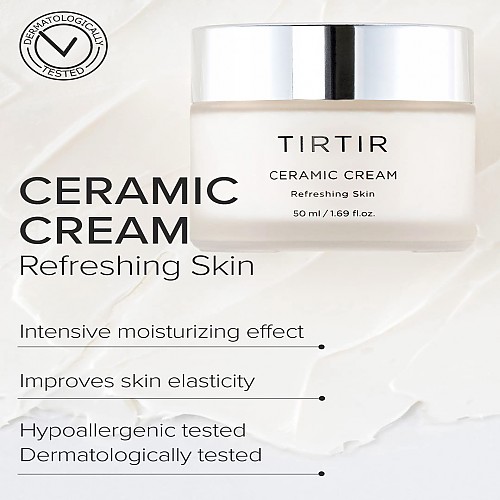 DERMATOLOGICALLY
TESTED
TIRTIR
CERAMIC CREAM
Refreshing Skin
50 ml / 1.69 fl.oz.
CERAMIC
CREAM
Refreshing Skin
Intensive moisturizing effect
Improves skin elasticity
Hypoallergenic tested
Dermatologically tested